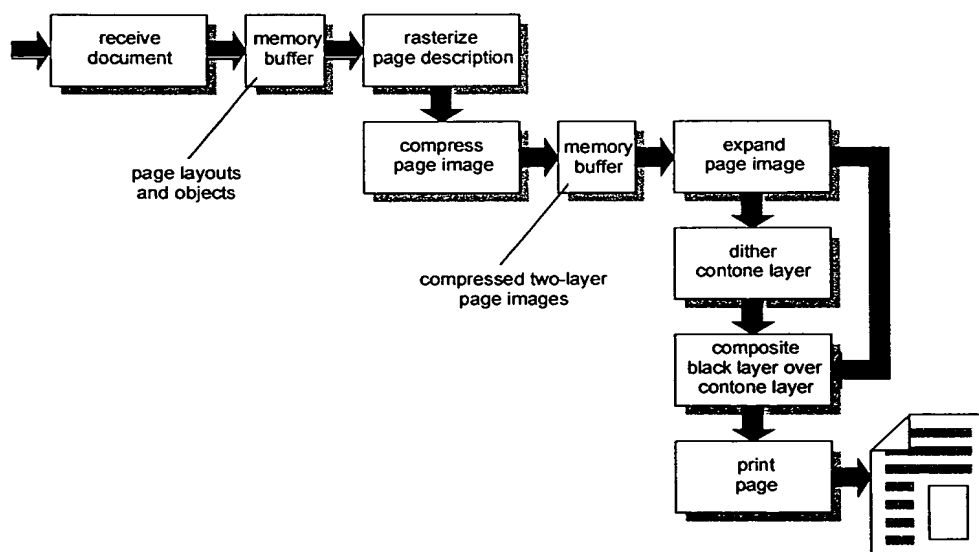 receive
document
memory
buffer
rasterize
page description
compress
page image
memory
buffer
expand
page image
page layouts
and objects
dither
contone layer
compressed two-layer
page images
composite
black layer over
contone layer
print
page